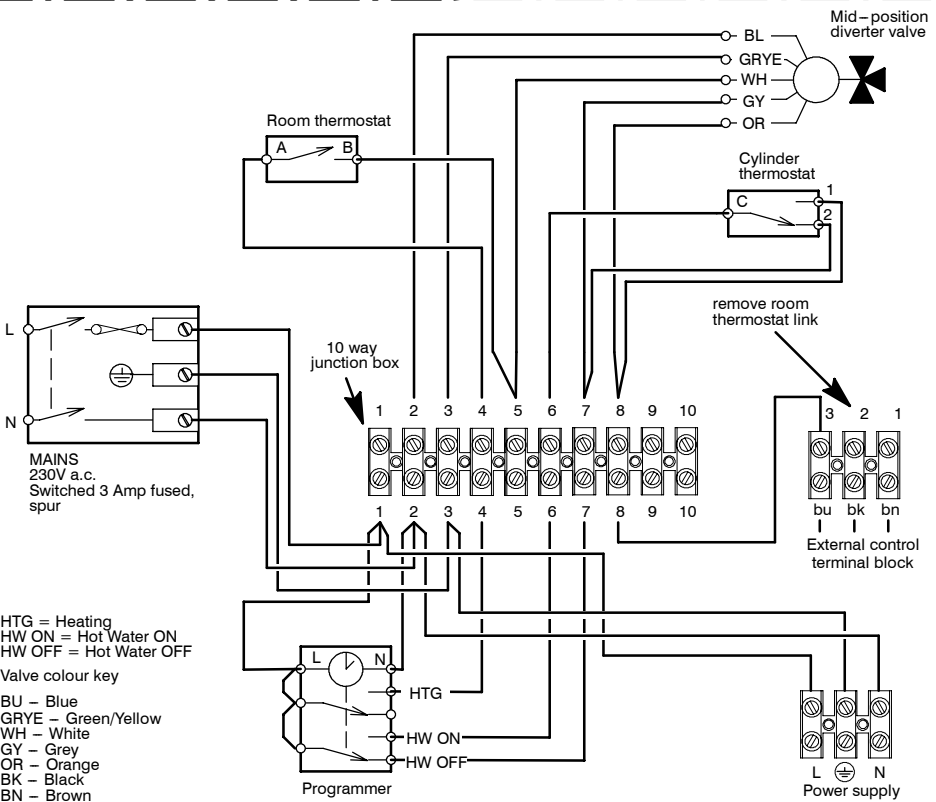 Mid-position
diverter valve
BL
GRYE
WH
GY
OR
Room thermostat
A B
Cylinder
thermostat
C
1
2
L
N
MAINS
230V a.c.
Switched 3 Amp fused,
spur
10 way
junction box
remove room
thermostat link
1 2 3 4 5 6 7 8 9 10
3 2 1
1 2 3 4 5 6 7 8 9 10
bu bk bn
External control
terminal block
HTG = Heating
HW ON = Hot Water ON
HW OFF = Hot Water OFF
Valve colour key
BU - Blue
GRYE - Green/Yellow
WH - White
GY - Grey
OR - Orange
BK - Black
BN - Brown
L N
HTG
HW ON
HW OFF
Programmer
L N
Power supply